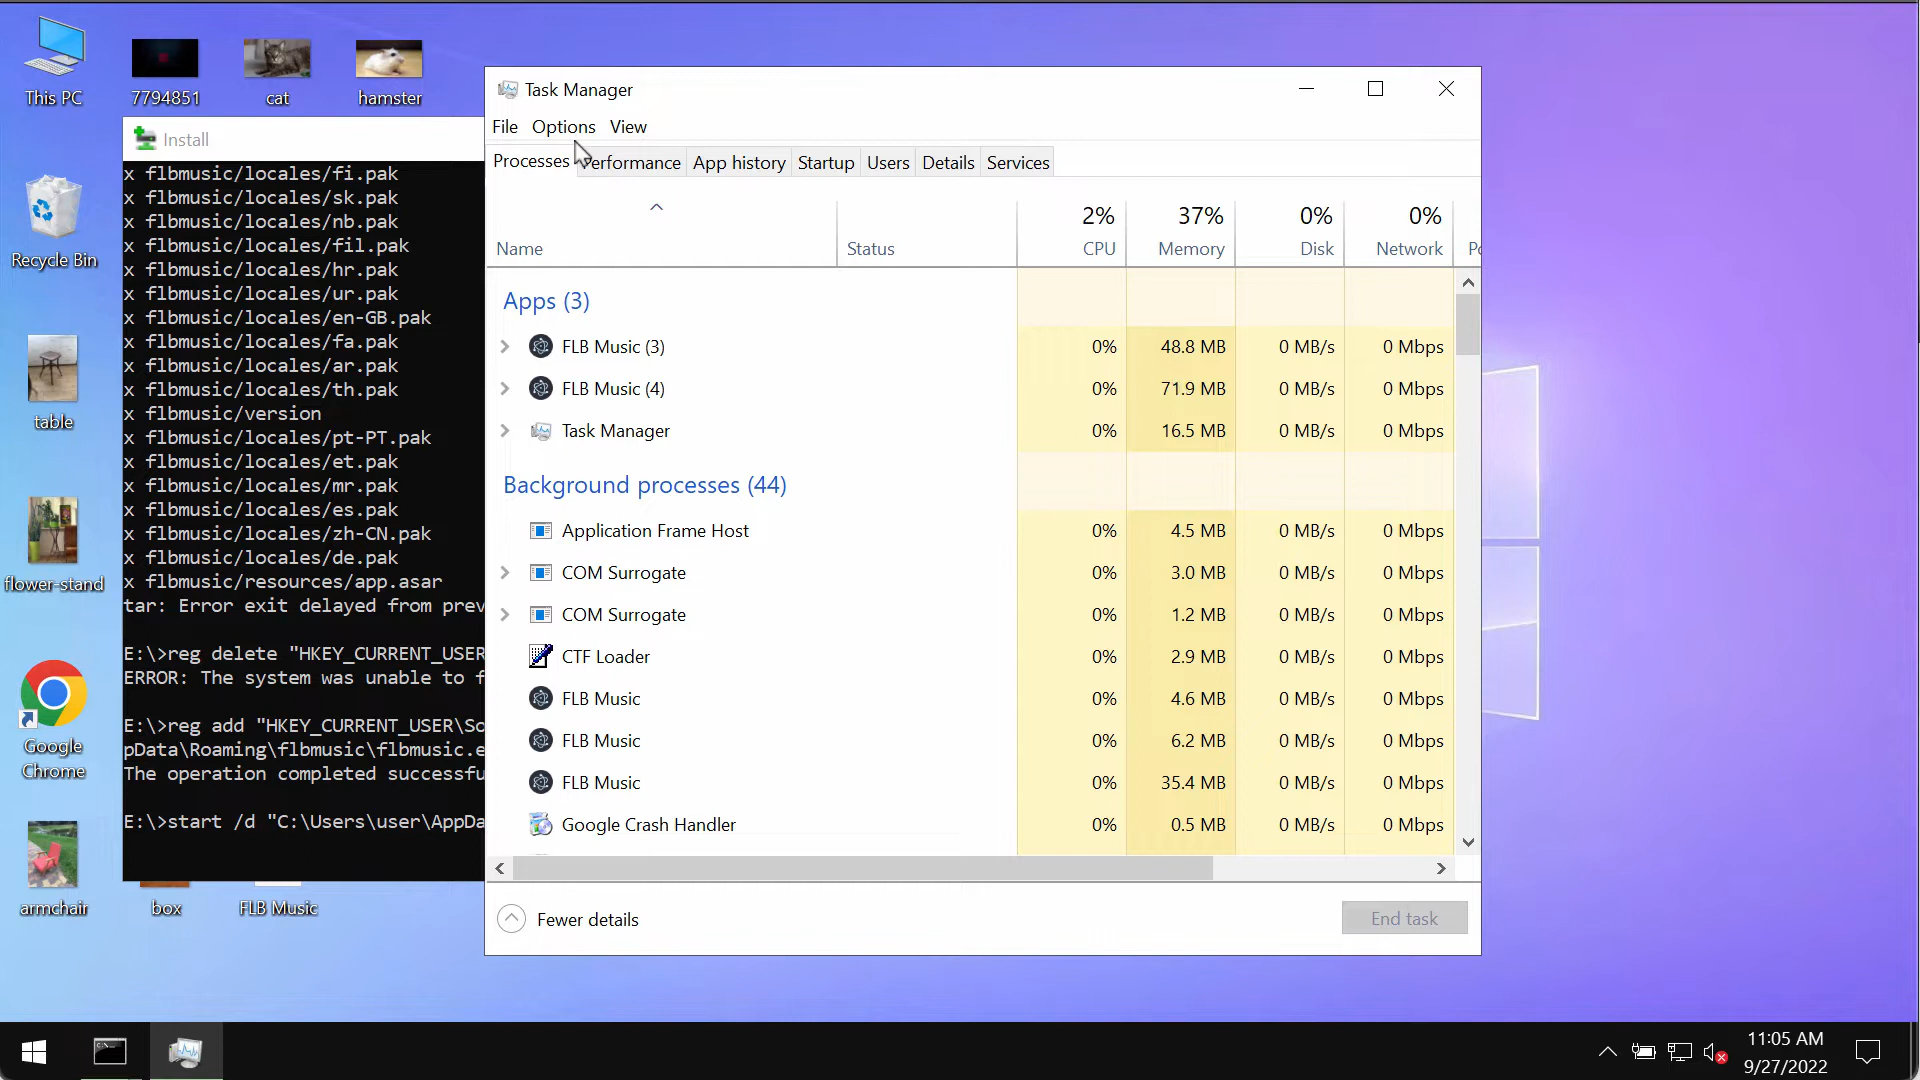 This PC
7794851
cat
hamster
Recycle Bin
table
flower-stand
Google
Chrome
armchair
box
FLB Music
Install
x flbmusic/locales/fi.pak
x flbmusic/locales/sk.pak
x flbmusic/locales/nb.pak
x flbmusic/locales/fil.pak
x flbmusic/locales/hr.pak
x flbmusic/locales/ur.pak
x flbmusic/locales/en-GB.pak
x flbmusic/locales/fa.pak
x flbmusic/locales/ar.pak
x flbmusic/locales/th.pak
x flbmusic/version
x flbmusic/locales/pt-PT.pak
x flbmusic/locales/et.pak
x flbmusic/locales/mr.pak
x flbmusic/locales/es.pak
x flbmusic/locales/zh-CN.pak
x flbmusic/locales/de.pak
x flbmusic/resources/app.asar
tar: Error exit delayed from prev
E:\>reg delete "HKEY_CURRENT_USER
ERROR: The system was unable to f
E:\>reg add "HKEY_CURRENT_USER\So
pData\Roaming\flbmusic\flbmusic.e
The operation completed successfu
E:\>start /d "C:\Users\user\AppDa
Task Manager
File Options View
Processes Performance App history Startup Users Details Services
2% 37% 0% 0%
Name Status CPU Memory Disk Network Po
Apps (3)
FLB Music (3) 0% 48.8 MB 0 MB/s 0 Mbps
FLB Music (4) 0% 71.9 MB 0 MB/s 0 Mbps
Task Manager 0% 16.5 MB 0 MB/s 0 Mbps
Background processes (44)
Application Frame Host 0% 4.5 MB 0 MB/s 0 Mbps
COM Surrogate 0% 3.0 MB 0 MB/s 0 Mbps
COM Surrogate 0% 1.2 MB 0 MB/s 0 Mbps
CTF Loader 0% 2.9 MB 0 MB/s 0 Mbps
FLB Music 0% 4.6 MB 0 MB/s 0 Mbps
FLB Music 0% 6.2 MB 0 MB/s 0 Mbps
FLB Music 0% 35.4 MB 0 MB/s 0 Mbps
Google Crash Handler 0% 0.5 MB 0 MB/s 0 Mbps
Fewer details
End task
11:05 AM
9/27/2022